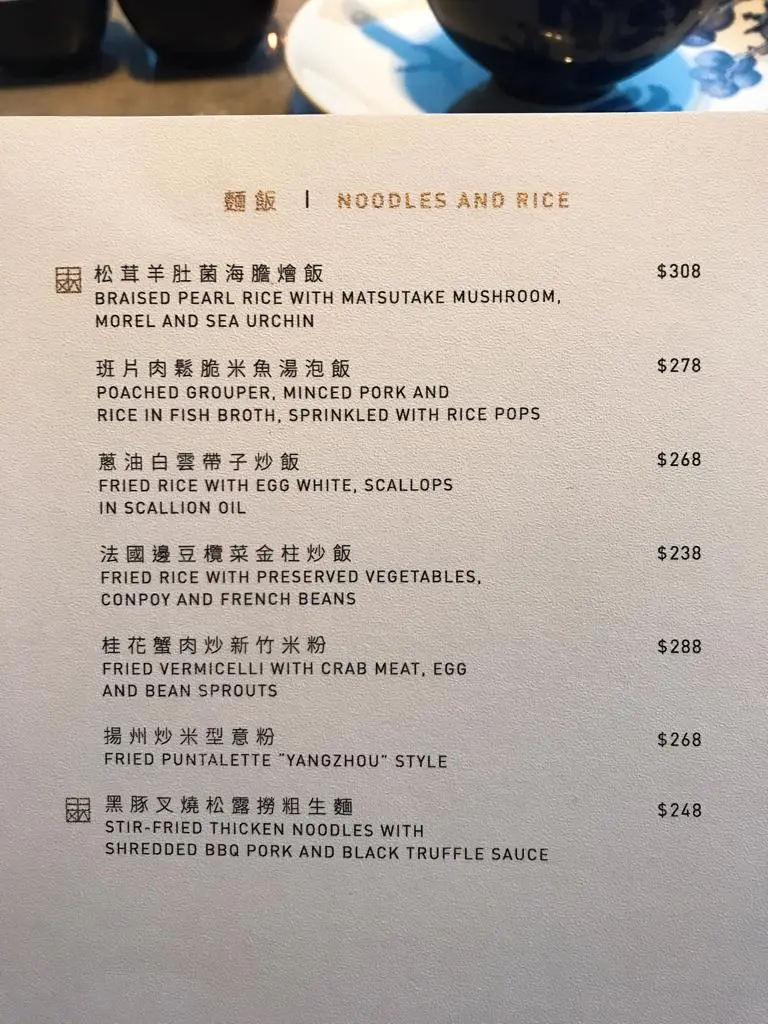 麵飯 | NOODLES AND RICE
松茸羊肚菌海膽燴飯 $308
BRAISED PEARL RICE WITH MATSUTAKE MUSHROOM,
MOREL AND SEA URCHIN
班片肉鬆脆米魚湯泡飯 $278
POACHED GROUPER, MINCED PORK AND
RICE IN FISH BROTH, SPRINKLED WITH RICE POPS
蔥油白雲帶子炒飯 $268
FRIED RICE WITH EGG WHITE, SCALLOPS
IN SCALLION OIL
法國邊豆欖菜金柱炒飯 $238
FRIED RICE WITH PRESERVED VEGETABLES,
CONPOY AND FRENCH BEANS
桂花蟹肉炒新竹米粉 $288
FRIED VERMICELLI WITH CRAB MEAT, EGG
AND BEAN SPROUTS
揚州炒米型意粉 $268
FRIED PUNTALETTE "YANGZHOU" STYLE
黑豚叉燒松露撈粗生麵 $248
STIR-FRIED THICKEN NOODLES WITH
SHREDDED BBQ PORK AND BLACK TRUFFLE SAUCE